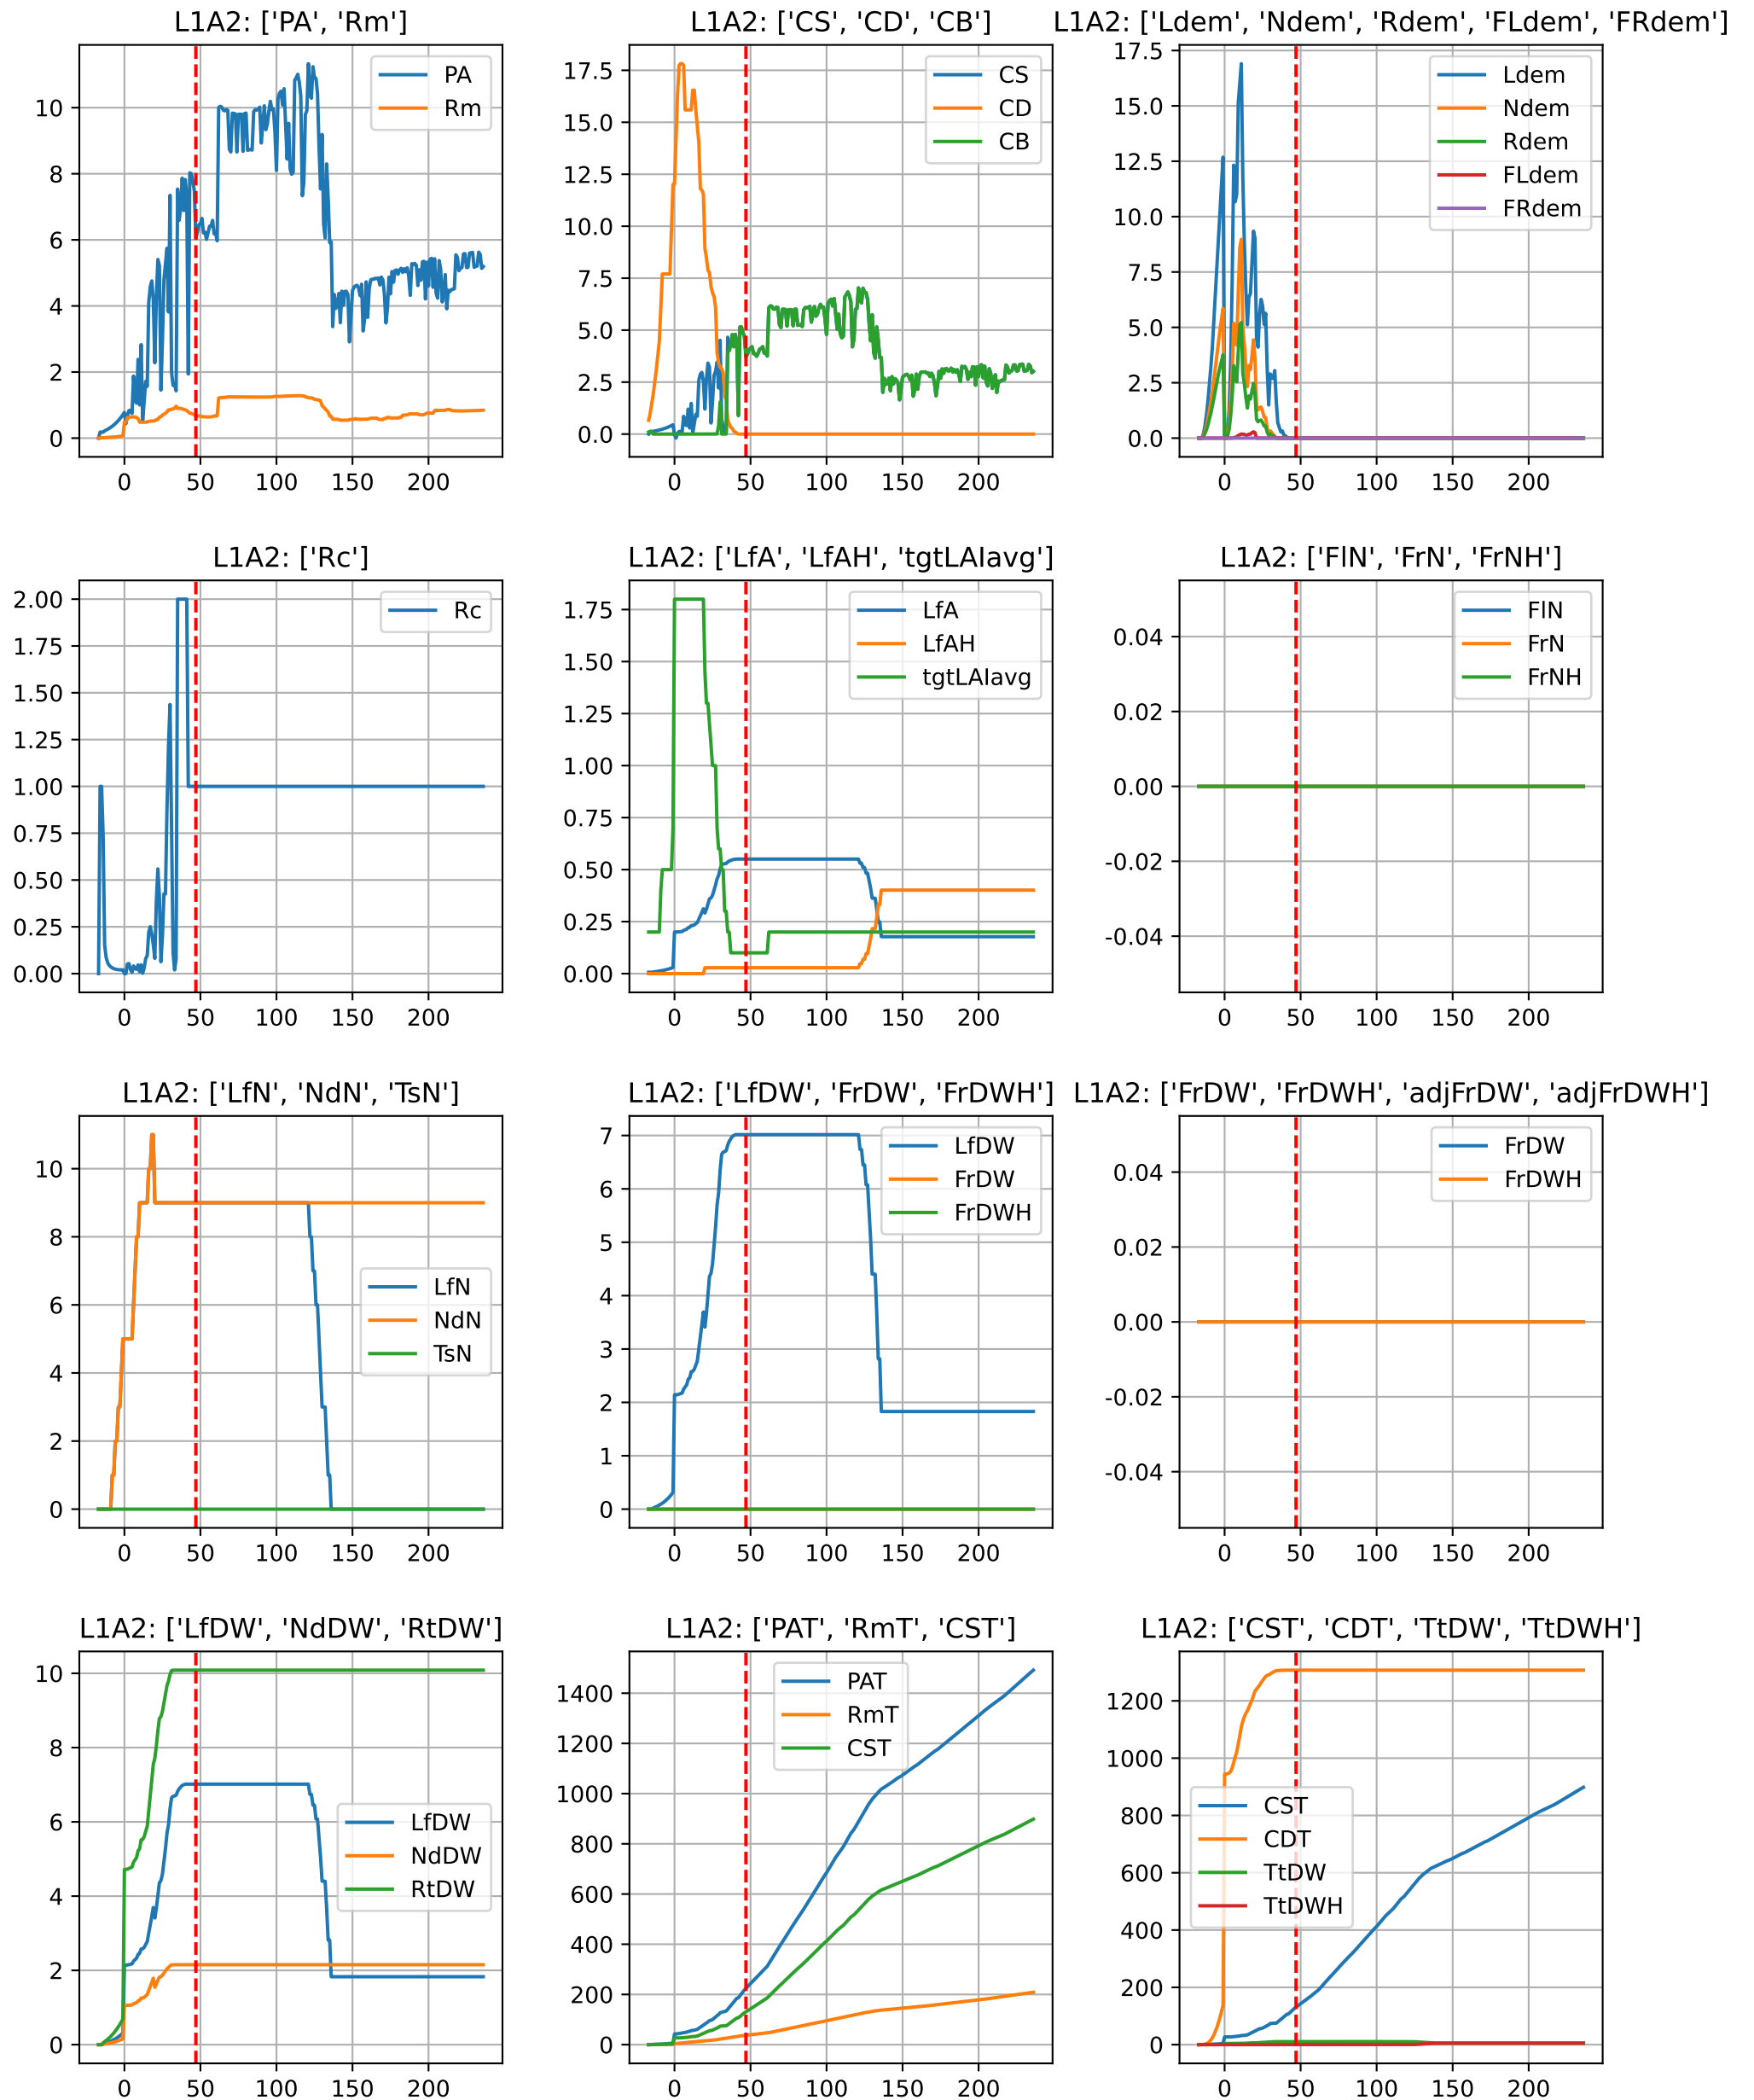 L1A2: ['PA', 'Rm']
PA
Rm
10
8
6
4
2
0
0 50 100 150 200
L1A2: ['CS', 'CD', 'CB']
CS
CD
CB
17.5
15.0
12.5
10.0
7.5
5.0
2.5
0.0
0 50 100 150 200
L1A2: ['Ldem', 'Ndem', 'Rdem', 'FLdem', 'FRdem']
Ldem
Ndem
Rdem
FLdem
FRdem
17.5
15.0
12.5
10.0
7.5
5.0
2.5
0.0
0 50 100 150 200
L1A2: ['Rc']
Rc
2.00
1.75
1.50
1.25
1.00
0.75
0.50
0.25
0.00
0 50 100 150 200
L1A2: ['LfA', 'LfAH', 'tgtLAIavg']
LfA
LfAH
tgtLAIavg
1.75
1.50
1.25
1.00
0.75
0.50
0.25
0.00
0 50 100 150 200
L1A2: ['FlN', 'FrN', 'FrNH']
FlN
FrN
FrNH
0.04
0.02
0.00
-0.02
-0.04
0 50 100 150 200
L1A2: ['LfN', 'NdN', 'TsN']
LfN
NdN
TsN
10
8
6
4
2
0
0 50 100 150 200
L1A2: ['LfDW', 'FrDW', 'FrDWH']
LfDW
FrDW
FrDWH
7
6
5
4
3
2
1
0
0 50 100 150 200
L1A2: ['FrDW', 'FrDWH', 'adjFrDW', 'adjFrDWH']
FrDW
FrDWH
0.04
0.02
0.00
-0.02
-0.04
0 50 100 150 200
L1A2: ['LfDW', 'NdDW', 'RtDW']
LfDW
NdDW
RtDW
10
8
6
4
2
0
0 50 100 150 200
L1A2: ['PAT', 'RmT', 'CST']
PAT
RmT
CST
1400
1200
1000
800
600
400
200
0
0 50 100 150 200
L1A2: ['CST', 'CDT', 'TtDW', 'TtDWH']
CST
CDT
TtDW
TtDWH
1200
1000
800
600
400
200
0
0 50 100 150 200